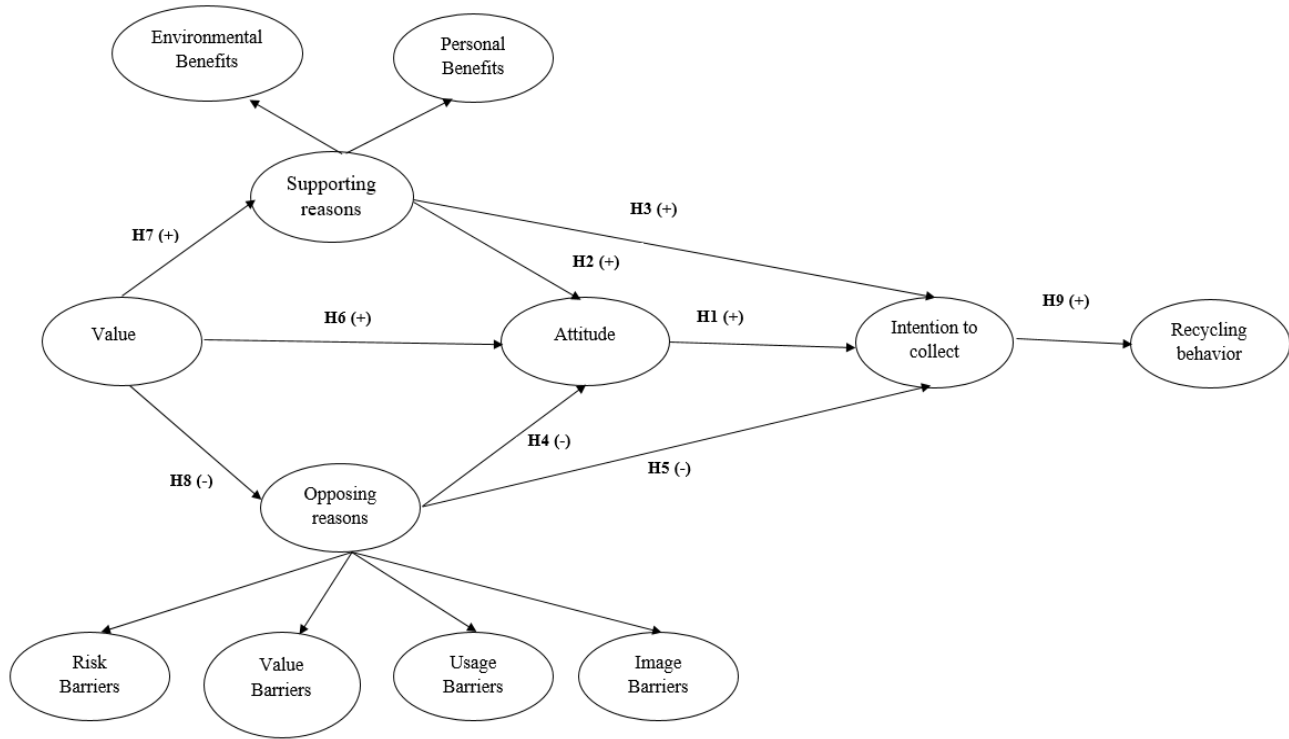 Environmental
Benefits
Personal
Benefits
Supporting
reasons
H3 (+)
H7 (+)
H2 (+)
Value
H6 (+)
Attitude
H1 (+)
Intention to
collect
H9 (+)
Recycling
behavior
H4 (-)
H5 (-)
H8 (-)
Opposing
reasons
Risk
Barriers
Value
Barriers
Usage
Barriers
Image
Barriers